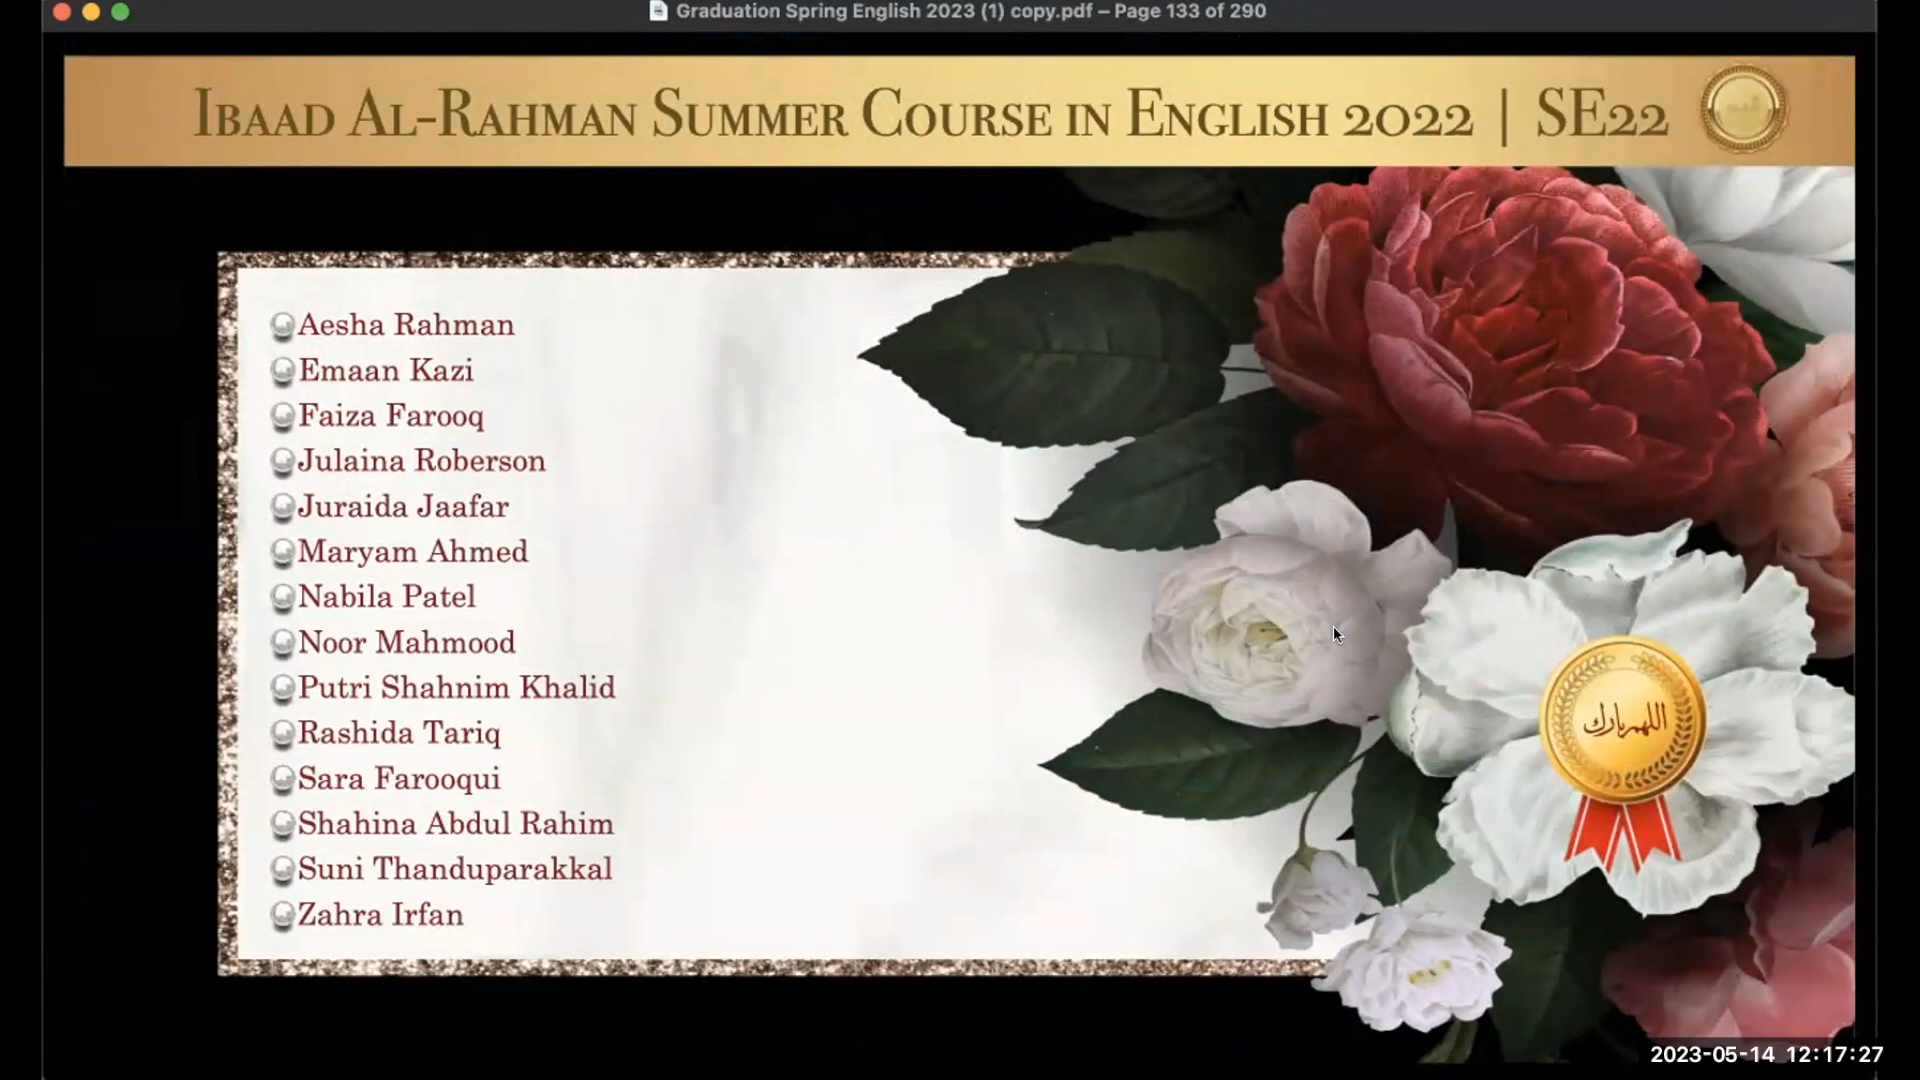 Graduation Spring English 2023 (1) copy.pdf – Page 133 of 290
Ibaad Al-Rahman Summer Course in English 2022 | SE22
Aesha Rahman
Emaan Kazi
Faiza Farooq
Julaina Roberson
Juraida Jaafar
Maryam Ahmed
Nabila Patel
Noor Mahmood
Putri Shahnim Khalid
Rashida Tariq
Sara Farooqui
Shahina Abdul Rahim
Suni Thanduparakkal
Zahra Irfan
اللهم بارك
2023-05-14 12:17:27